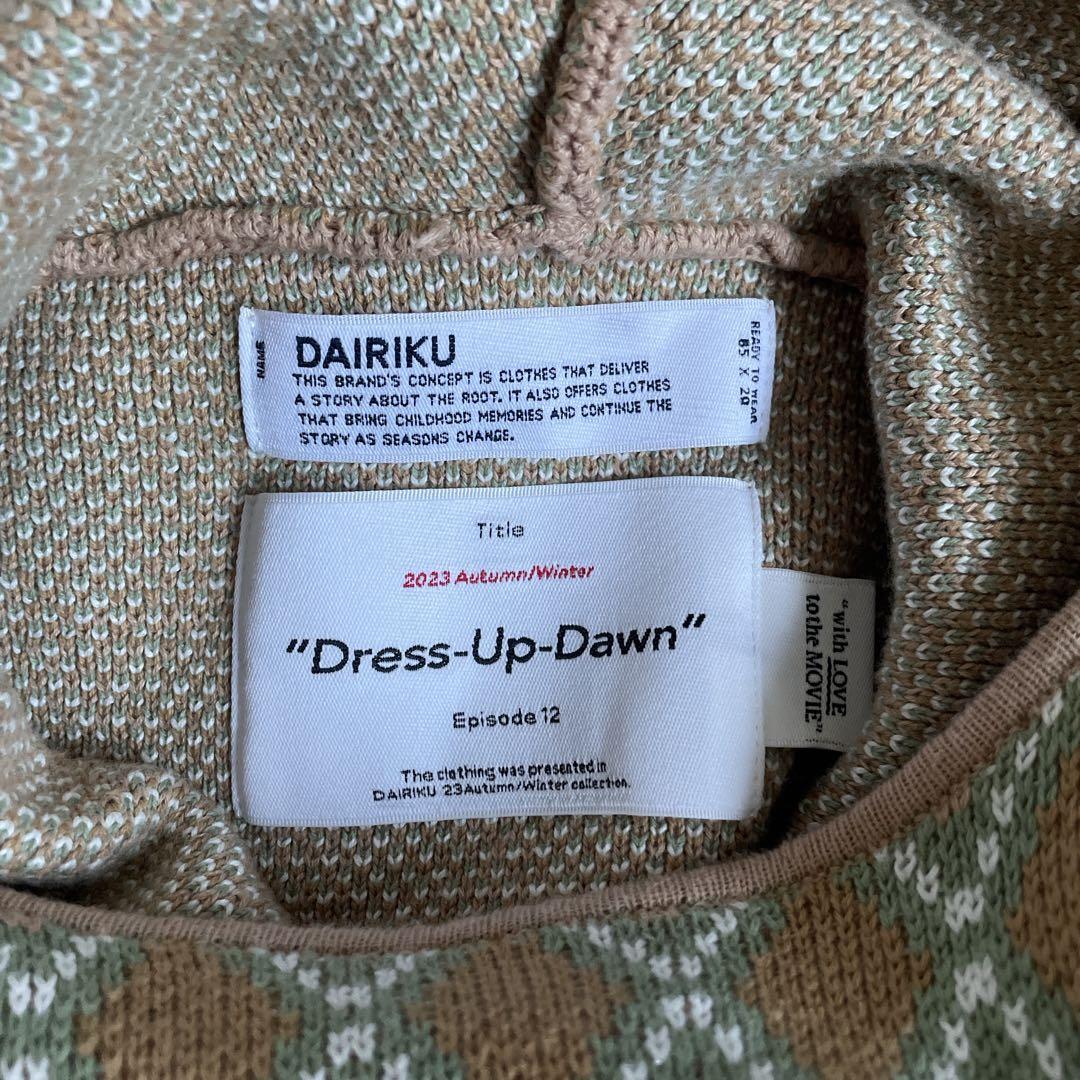 NAME
DAIRIKU
THIS BRAND'S CONCEPT IS CLOTHES THAT DELIVER
A STORY ABOUT THE ROOT. IT ALSO OFFERS CLOTHES
THAT BRING CHILDHOOD MEMORIES AND CONTINUE THE
STORY AS SEASONS CHANGE.
READY TO WEAR
85 X 20
Title
2023 Autumn/Winter
"Dress-Up-Dawn"
Episode 12
The clothing was presented in
DAIRIKU 23Autumn/Winter collection.
"with LOVE
to the MOVIE"